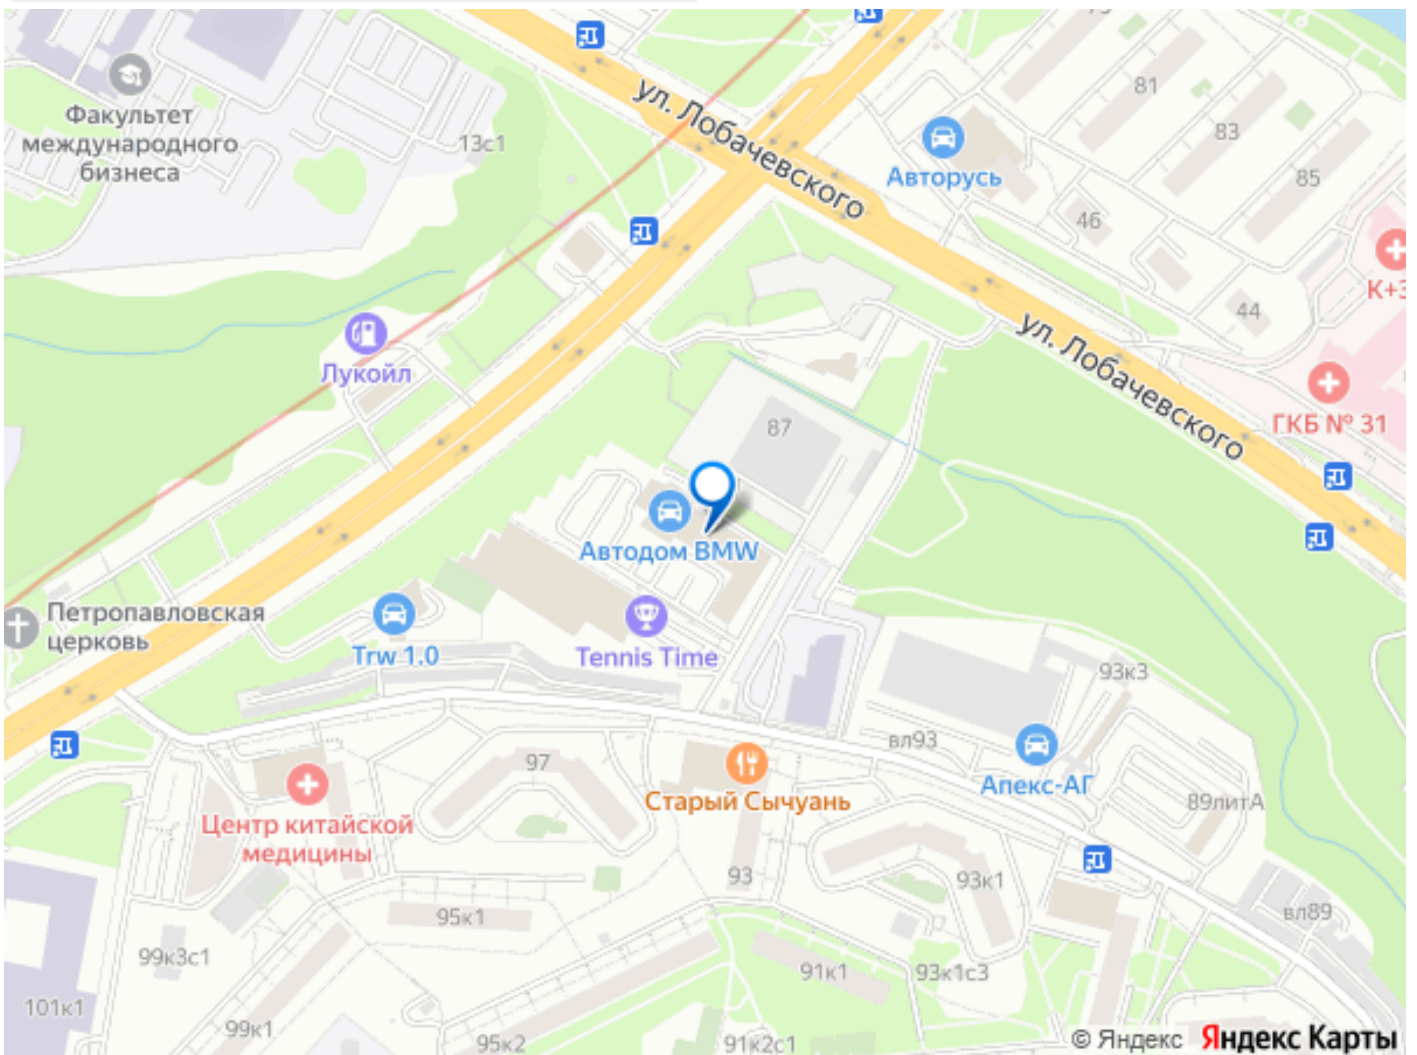 Факультет
международного
бизнеса
13с1
ул. Лобачевского
Авторусь
81
83
85
46
44
К+3
ул. Лобачевского
ГКБ № 31
Лукойл
87
Автодом BMW
Петропавловская
церковь
Trw 1.0
Tennis Time
93к3
вл93
Апекс-АГ
89литА
97
Старый Сычуань
Центр китайской
медицины
93
93к1
95к1
вл89
99к3с1
91к1
93к1с3
101к1
99к1
95к2
91к2с1
© Яндекс Яндекс Карты